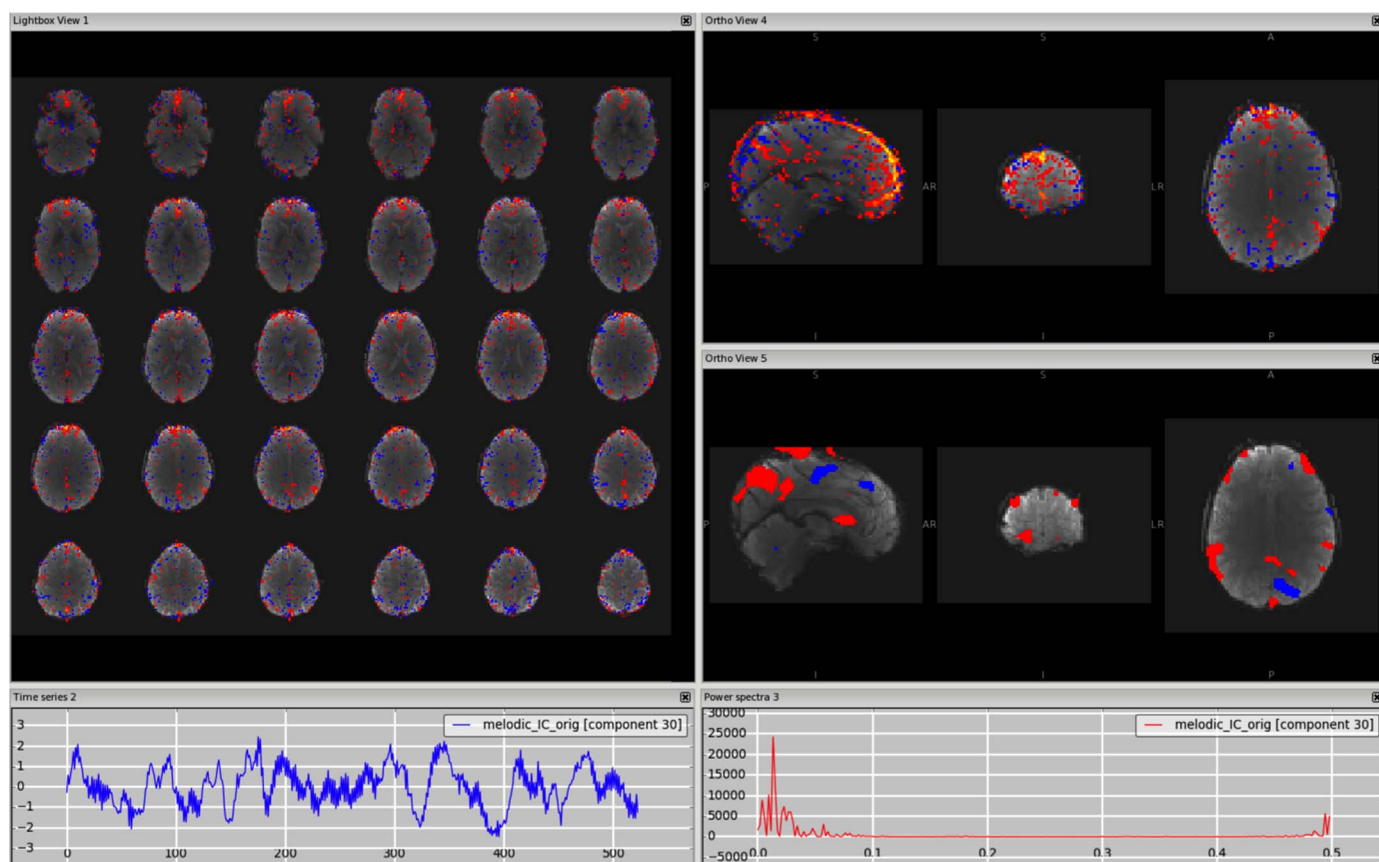 Lightbox View 1
Ortho View 4
S S A
P AR LR
I I P
Ortho View 5
S S A
P AR LR
I I P
Time series 2
melodic_IC_orig [component 30]
3
2
1
0
−1
−2
−3
0 100 200 300 400 500
Power spectra 3
melodic_IC_orig [component 30]
30000
25000
20000
15000
10000
5000
0
−5000
0.0 0.1 0.2 0.3 0.4 0.5